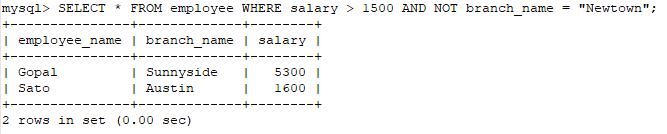 mysql> SELECT * FROM employee WHERE salary > 1500 AND NOT branch_name = "Newtown";
+---------------+-------------+--------+
| employee_name | branch_name | salary |
+---------------+-------------+--------+
| Gopal         | Sunnyside   |   5300 |
| Sato          | Austin      |   1600 |
+---------------+-------------+--------+
2 rows in set (0.00 sec)